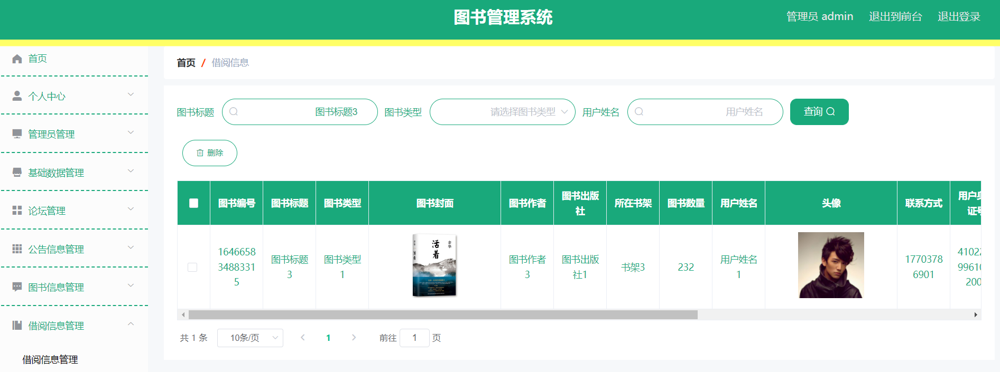 图书管理系统
管理员 admin
退出到前台
退出登录
首页
个人中心
管理员管理
基础数据管理
论坛管理
公告信息管理
图书信息管理
借阅信息管理
借阅信息管理
首页 / 借阅信息
图书标题 图书标题3 图书类型 请选择图书类型 用户姓名 用户姓名 查询
删除
图书编号 图书标题 图书类型 图书封面 图书作者 图书出版社 所在书架 图书数量 用户姓名 头像 联系方式 用户身证号
1646658
3488331
5
图书标题
3
图书类型
1
活着
余华
图书作者
3
图书出版
社1
书架3
232
用户姓名
1
1770378
6901
4102
9961
200
共 1 条 10条/页 1 前往 1 页